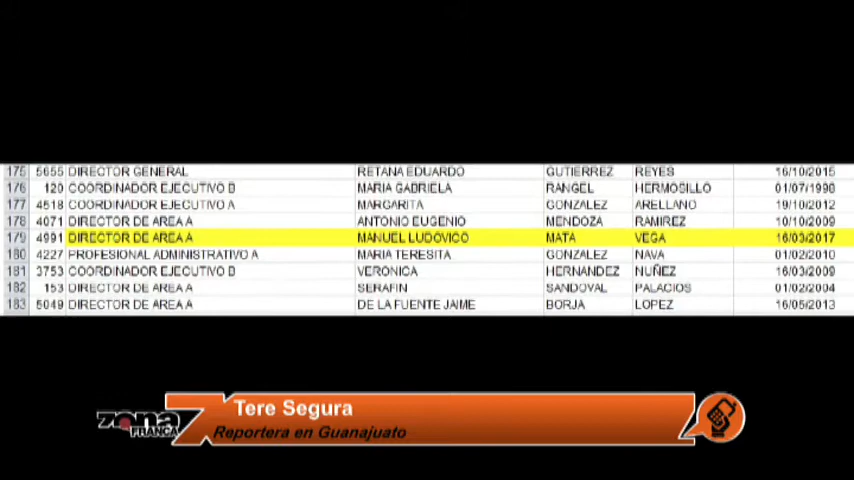 175 5655 DIRECTOR GENERAL RETANA EDUARDO GUTIERREZ REYES 16/10/2015
176 120 COORDINADOR EJECUTIVO B MARIA GABRIELA RANGEL HERMOSILLO 01/07/1998
177 4518 COORDINADOR EJECUTIVO A MARGARITA GONZALEZ ARELLANO 19/10/2012
178 4071 DIRECTOR DE AREA A ANTONIO EUGENIO MENDOZA RAMIREZ 10/10/2009
179 4991 DIRECTOR DE AREA A MANUEL LUDOVICO MATA VEGA 16/03/2017
180 4227 PROFESIONAL ADMINISTRATIVO A MARIA TERESITA GONZALEZ NAVA 01/02/2010
181 3753 COORDINADOR EJECUTIVO B VERONICA HERNANDEZ NUÑEZ 16/03/2009
182 153 DIRECTOR DE AREA A SERAFIN SANDOVAL PALACIOS 01/02/2004
183 5049 DIRECTOR DE AREA A DE LA FUENTE JAIME BORJA LOPEZ 16/05/2013
Tere Segura
zona FRANCA
Reportera en Guanajuato